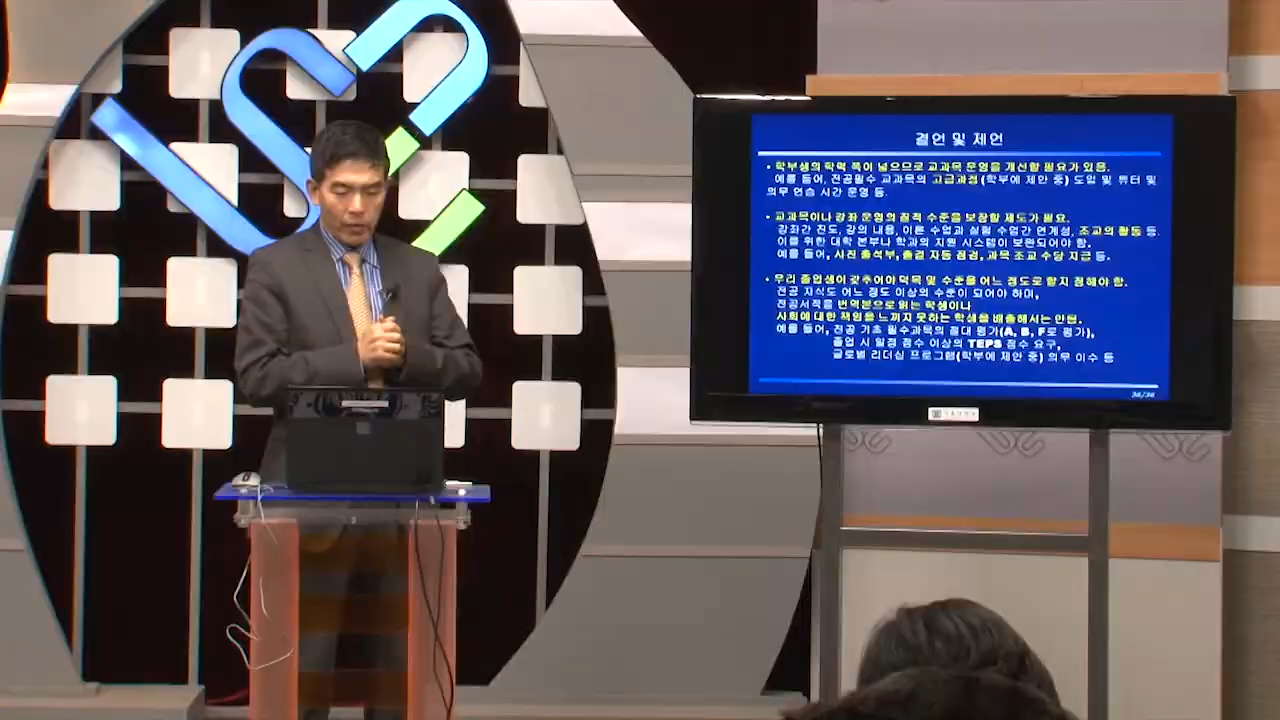 결언 및 제언
• 학부생의 학력 폭이 넓으므로 교과목 운영을 개선할 필요가 있음.
예를 들어, 전공필수 교과목의 고급과정(학부에 제안 중) 도입 및 튜터 및
의무 연습 시간 운영 등
• 교과목이나 강좌 운영의 질적 수준을 보장할 제도가 필요.
강좌간 진도, 강의 내용, 이론 수업과 실험 수업간 연계성, 조교의 활동 등.
이를 위한 대학 본부나 학과의 지원 시스템이 보완되어야 함.
예를 들어, 사진 출석부, 출결 자동 점검, 과목 조교 수당 지급 등.
• 우리 졸업생이 갖추어야 덕목 및 수준을 어느 정도로 할지 정해야 함.
전공 지식도 어느 정도 이상의 수준이 되어야 하며,
전공서적을 번역본으로 읽는 학생이나
사회에 대한 책임을 느끼지 못하는 학생을 배출해서는 안됨.
예를 들어, 전공 기초 필수과목의 절대 평가(A, B, F로 평가),
졸업 시 일정 점수 이상의 TEPS 점수 요구,
글로벌 리더십 프로그램(학부에 제안 중) 의무 이수 등